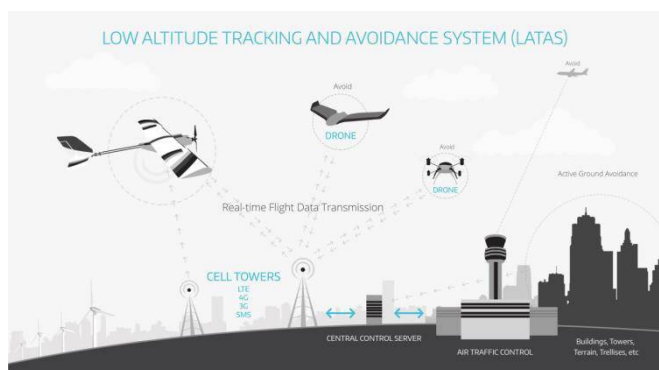 LOW ALTITUDE TRACKING AND AVOIDANCE SYSTEM (LATAS)
Avoid
Avoid
DRONE
Avoid
DRONE
Active Ground Avoidance
Real-time Flight Data Transmission
CELL TOWERS
LTE
4G
3G
SMS
CENTRAL CONTROL SERVER
AIR TRAFFIC CONTROL
Buildings, Towers,
Terrain, Trellises, etc